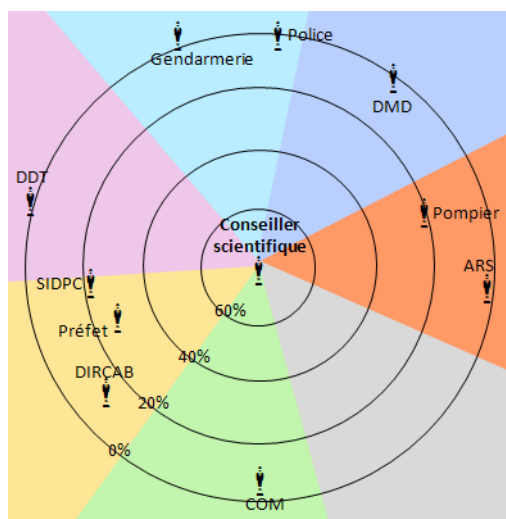 Police
Gendarmerie
DMD
DDT
Pompier
Conseiller
scientifique
ARS
SIDPC
60%
Préfet
40%
DIRCAB
20%
0%
COM